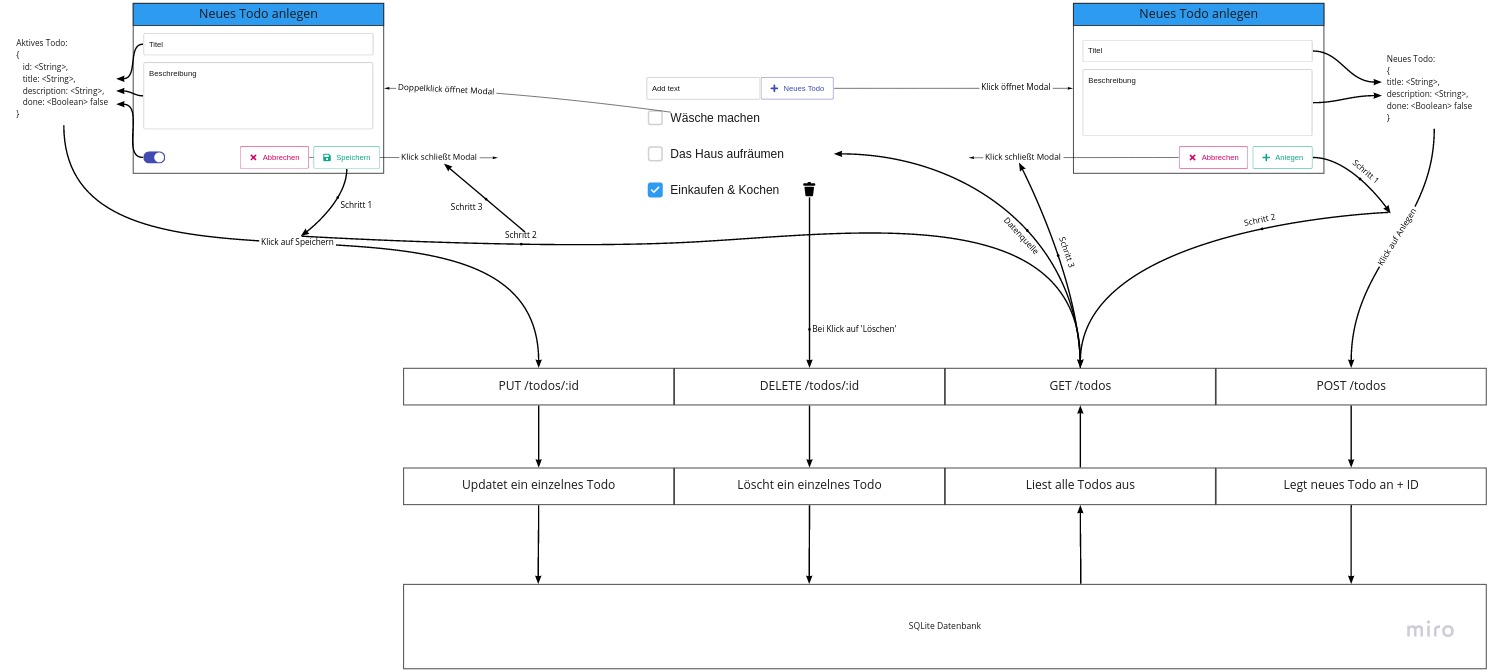 Neues Todo anlegen
Aktives Todo:
{
id: <String>,
title: <String>,
description: <String>,
done: <Boolean> false
}
Titel
Beschreibung
Abbrechen
Speichern
Doppelklick öffnet Modal
Klick schließt Modal
Schritt 1
Schritt 3
Schritt 2
Klick auf Speichern
Add text
Neues Todo
Wäsche machen
Das Haus aufräumen
Einkaufen & Kochen
Bei Klick auf 'Löschen'
Klick öffnet Modal
Klick schließt Modal
Datenquelle
Schritt 3
Neues Todo anlegen
Titel
Beschreibung
Abbrechen
Anlegen
Neues Todo:
{
title: <String>,
description: <String>,
done: <Boolean> false
}
Schritt 1
Schritt 2
Klick auf Anlegen
PUT /todos/:id
DELETE /todos/:id
GET /todos
POST /todos
Updatet ein einzelnes Todo
Löscht ein einzelnes Todo
Liest alle Todos aus
Legt neues Todo an + ID
SQLite Datenbank
miro